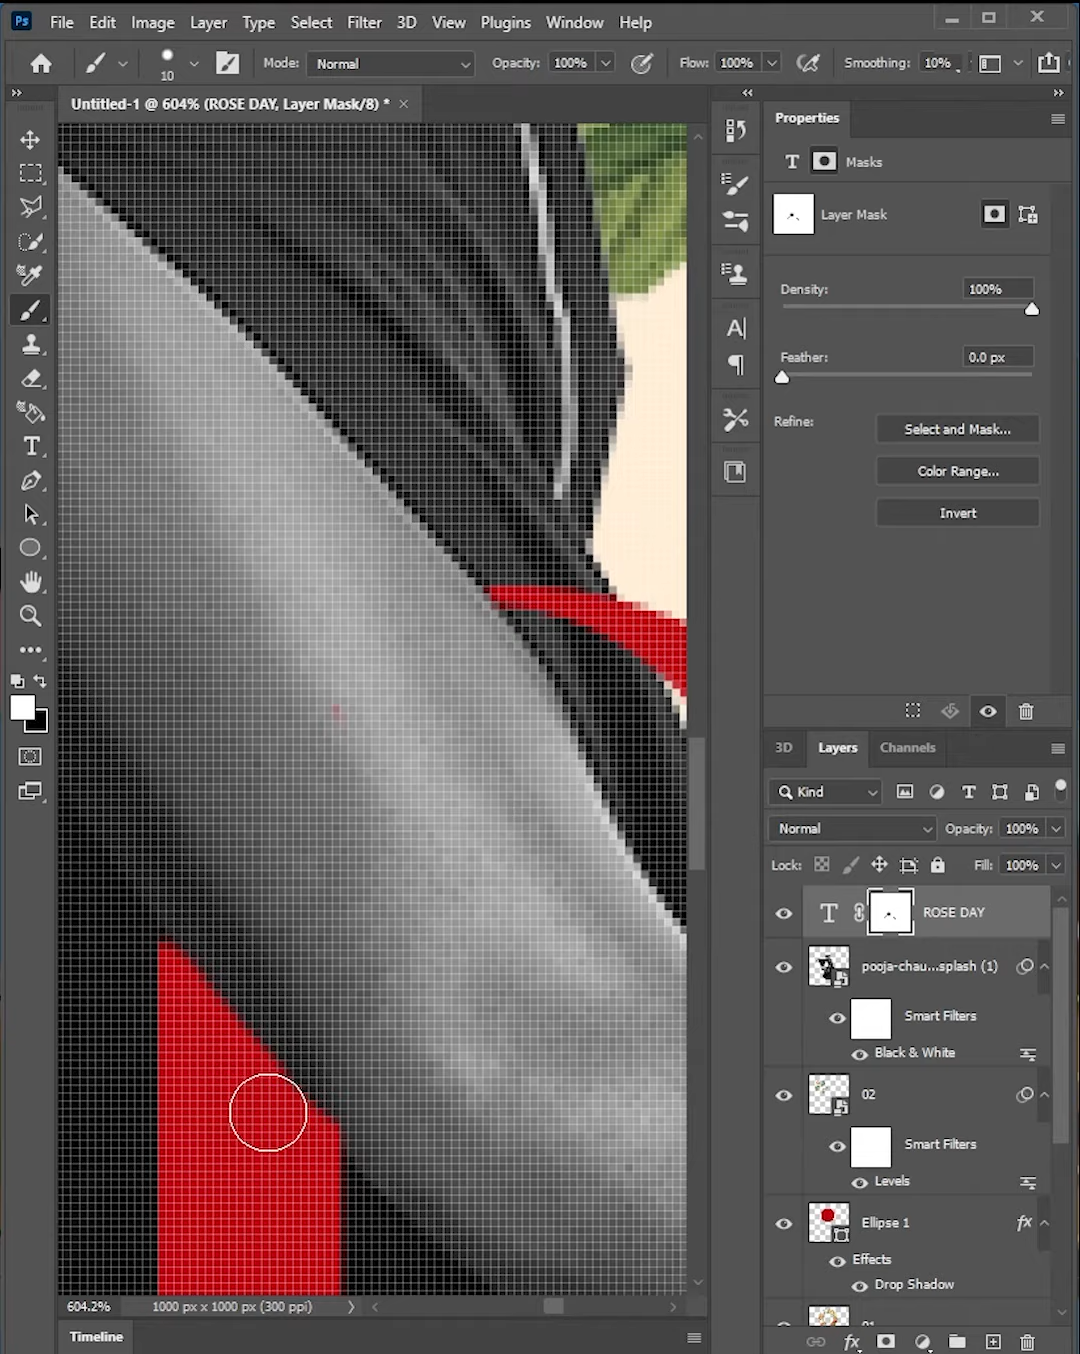 Ps File Edit Image Layer Type Select Filter 3D View Plugins Window Help
10 Mode: Normal Opacity: 100% Flow: 100% Smoothing: 10%
Untitled-1 @ 604% (ROSE DAY, Layer Mask/8) *
Properties
Masks
Layer Mask
Density: 100%
Feather: 0.0 px
Refine: Select and Mask...
Color Range...
Invert
3D Layers Channels
Kind
Normal Opacity: 100%
Lock: Fill: 100%
ROSE DAY
pooja-chau...splash (1)
Smart Filters
Black & White
02
Smart Filters
Levels
Ellipse 1 fx
Effects
Drop Shadow
604.2% 1000 px x 1000 px (300 ppi)
Timeline
fx